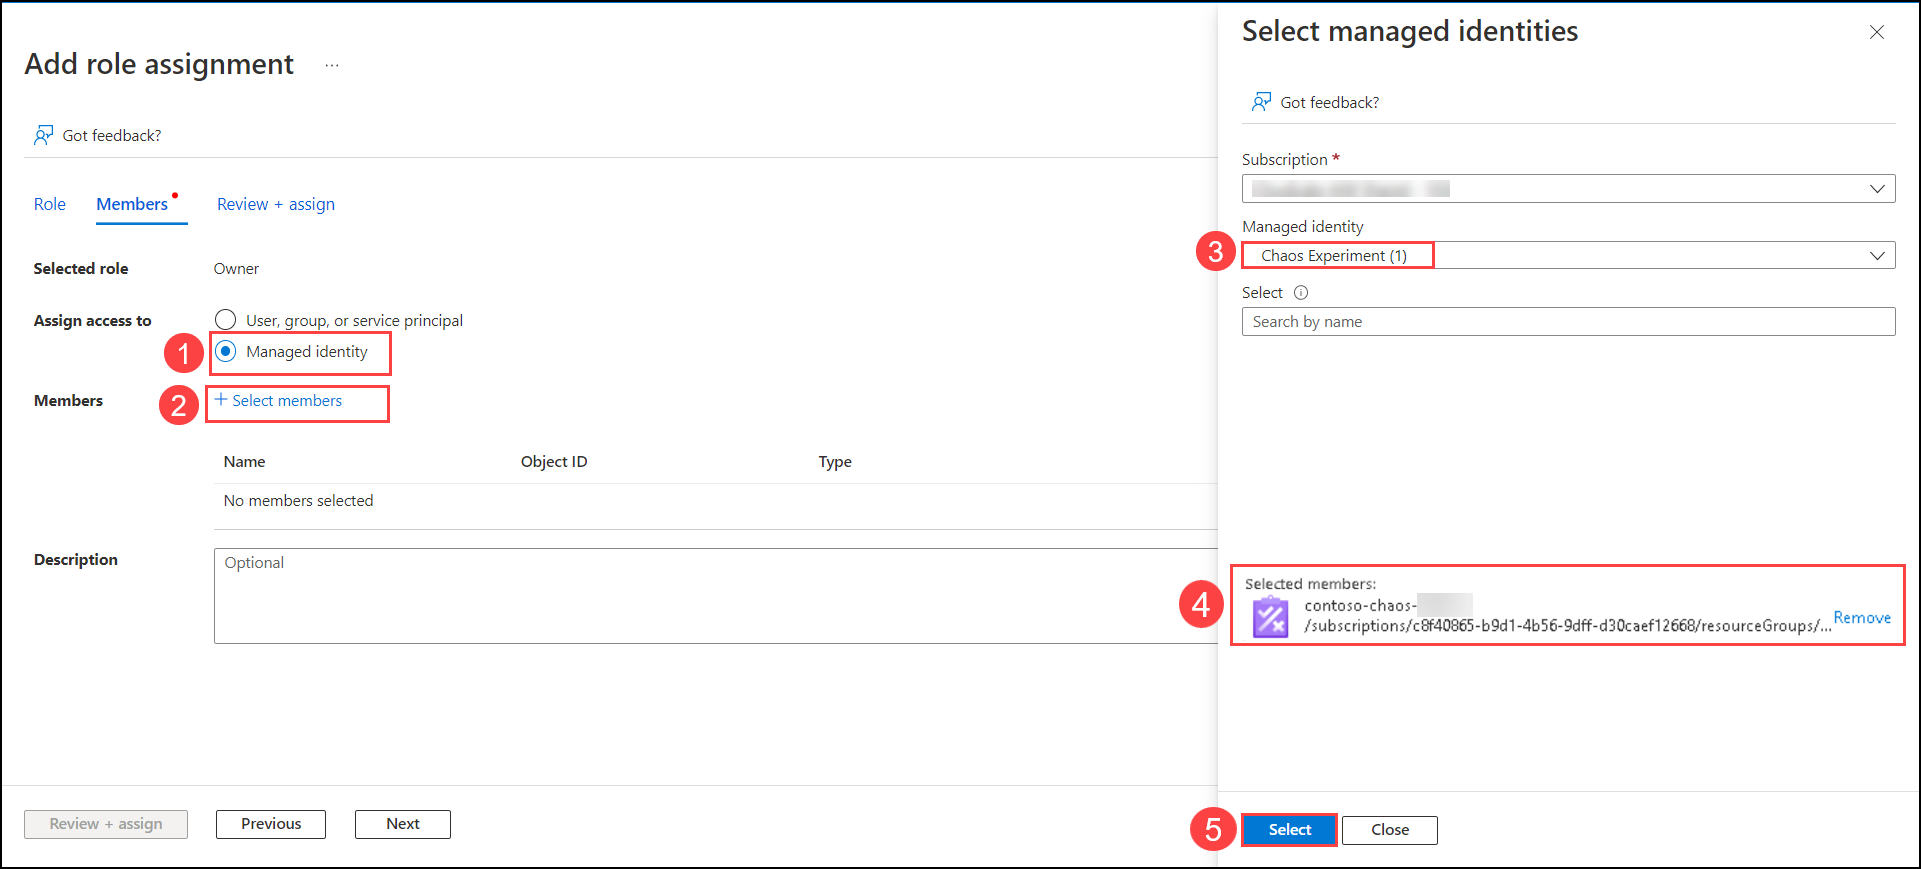 Add role assignment ...
Got feedback?
Role
Members
Review + assign
Selected role
Owner
Assign access to
User, group, or service principal
1
Managed identity
Members
2
+ Select members
Name
Object ID
Type
No members selected
Description
Optional
Review + assign
Previous
Next
Select managed identities
Got feedback?
Subscription *
Managed identity
3
Chaos Experiment (1)
Select
Search by name
4
Selected members:
contoso-chaos-
/subscriptions/c8f40865-b9d1-4b56-9dff-d30caef12668/resourceGroups/...
Remove
5
Select
Close